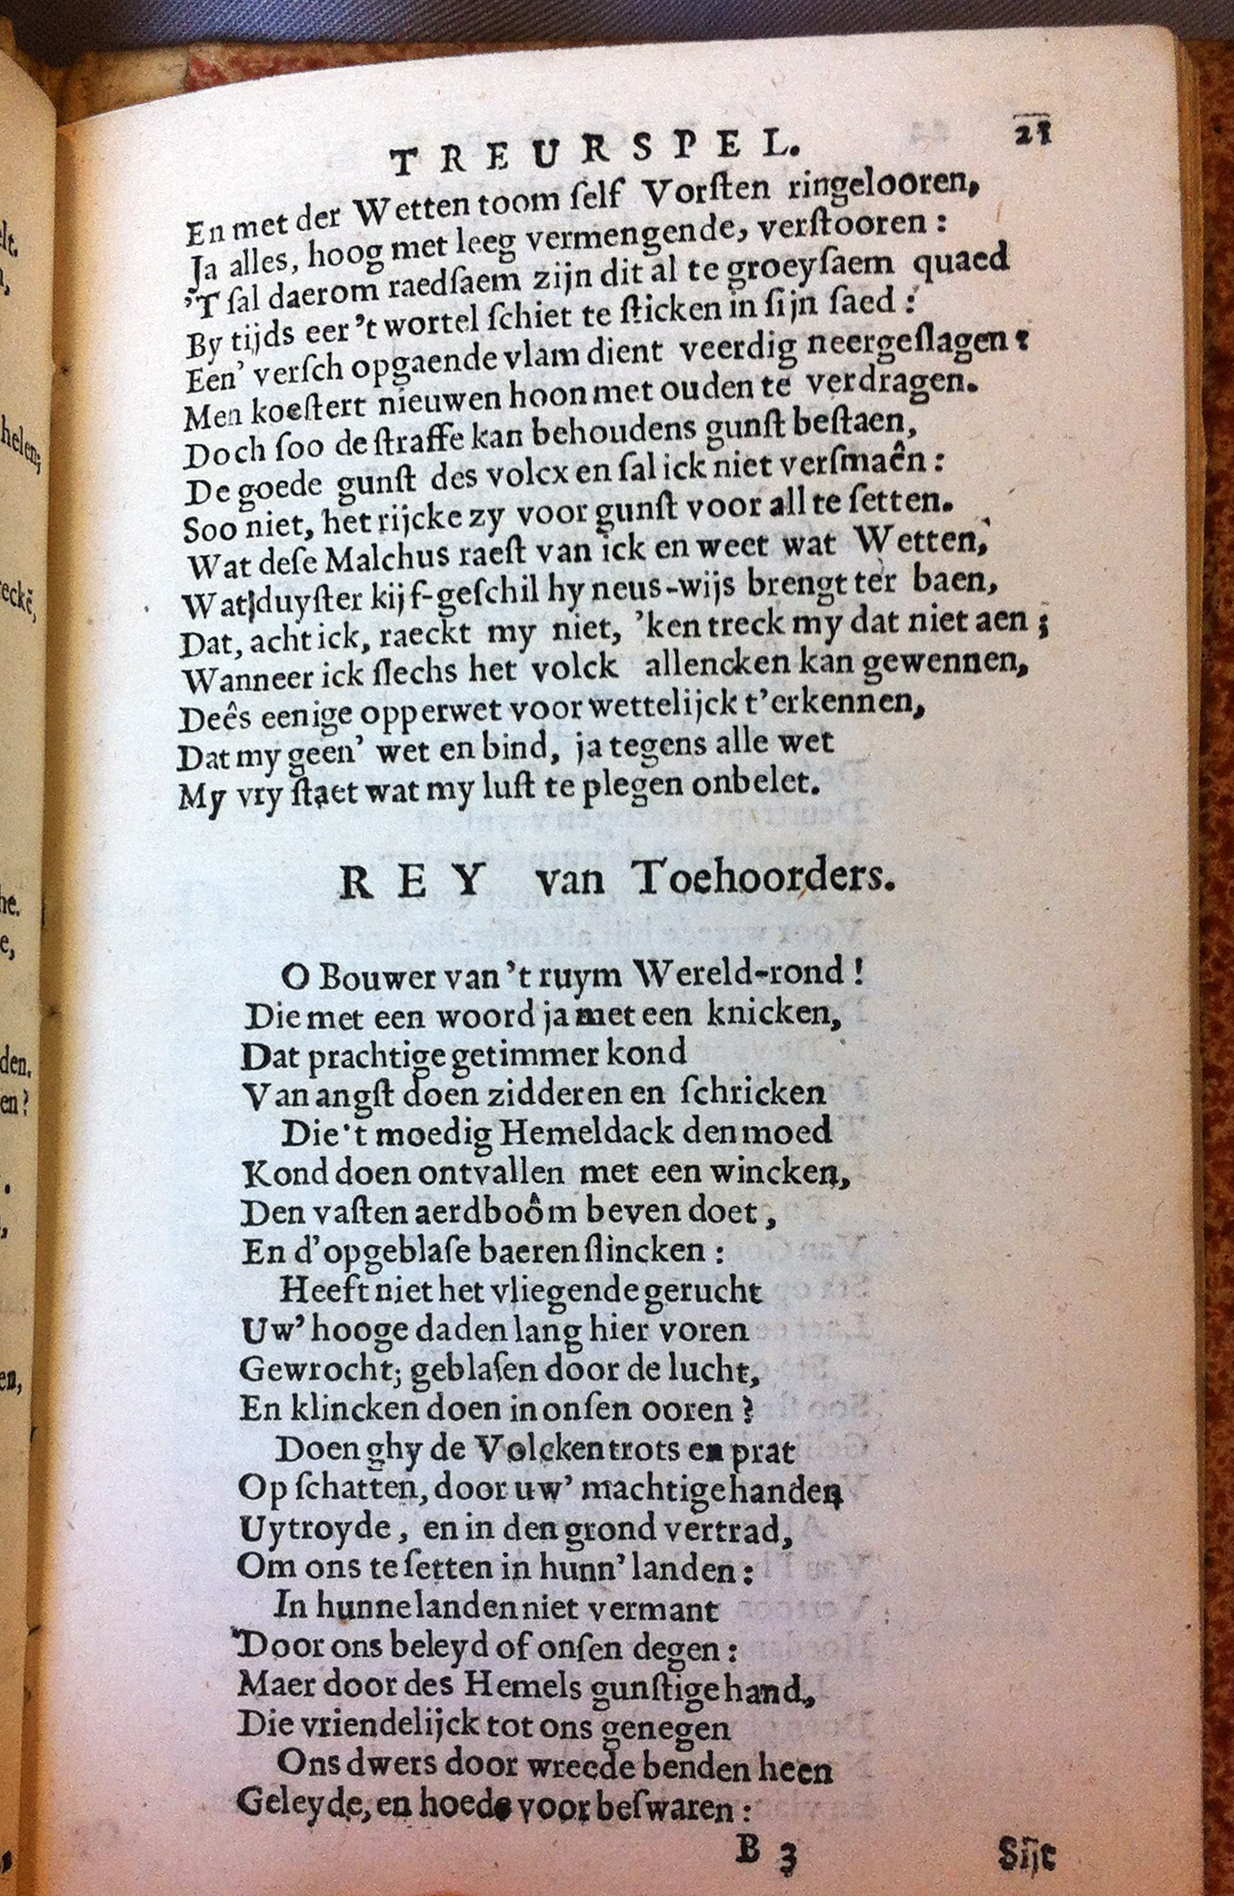 TREURSPEL. 21
En met der Wetten toom ſelf Vorſten ringelooren,
Ja alles, hoog met leeg vermengende, verſtooren :
'T ſal daerom raedſaem zijn dit al te groeyſaem quaed
By tijds eer 't wortel ſchiet te ſticken in ſijn ſaed :
Een' verſch opgaende vlam dient veerdig neergeſlagen :
Men koeſtert nieuwen hoon met ouden te verdragen.
Doch ſoo de ſtraffe kan behoudens gunſt beſtaen,
De goede gunſt des volcx en ſal ick niet verſmaên :
Soo niet, het rijcke zy voor gunſt voor all te ſetten.
Wat deſe Malchus raeſt van ick en weet wat Wetten,
Wat duyſter kijf-geſchil hy neus-wijs brengt ter baen,
Dat, acht ick, raeckt my niet, 'ken treck my dat niet aen ;
Wanneer ick ſlechs het volck allencken kan gewennen,
Deês eenige opperwet voor wettelijck t'erkennen,
Dat my geen' wet en bind, ja tegens alle wet
My vry ſtaet wat my luſt te plegen onbelet.
REY van Toehoorders.
O Bouwer van 't ruym Wereld-rond !
Die met een woord ja met een knicken,
Dat prachtige getimmer kond
Van angſt doen zidderen en ſchricken
Die 't moedig Hemeldack den moed
Kond doen ontvallen met een wincken,
Den vaſten aerdboôm beven doet,
En d'opgeblaſe baeren ſlincken :
Heeft niet het vliegende gerucht
Uw' hooge daden lang hier voren
Gewrocht; geblaſen door de lucht,
En klincken doen in onſen ooren ?
Doen ghy de Volcken trots en prat
Op ſchatten, door uw' machtige handen
Uytroyde, en in den grond vertrad,
Om ons te ſetten in hunn' landen :
In hunne landen niet vermant
Door ons beleyd of onſen degen :
Maer door des Hemels gunſtige hand,
Die vriendelijck tot ons genegen
Ons dwers door wreede benden heen
Geleyde, en hoede voor beſwaren :
B 3 Sijt